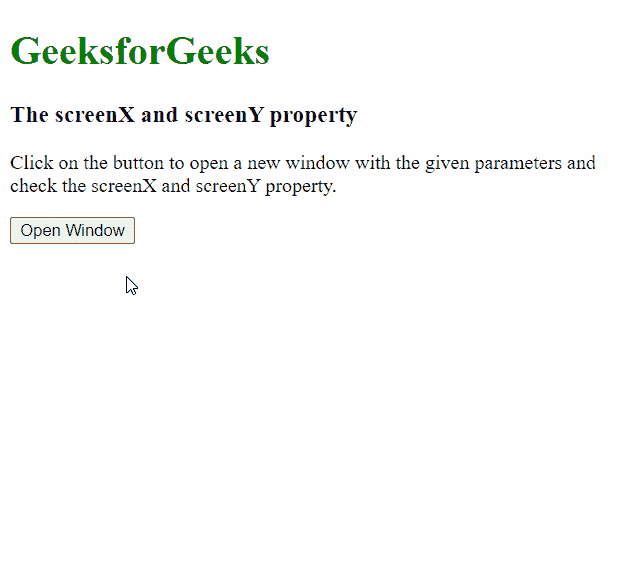 GeeksforGeeks
The screenX and screenY property
Click on the button to open a new window with the given parameters and
check the screenX and screenY property.
Open Window